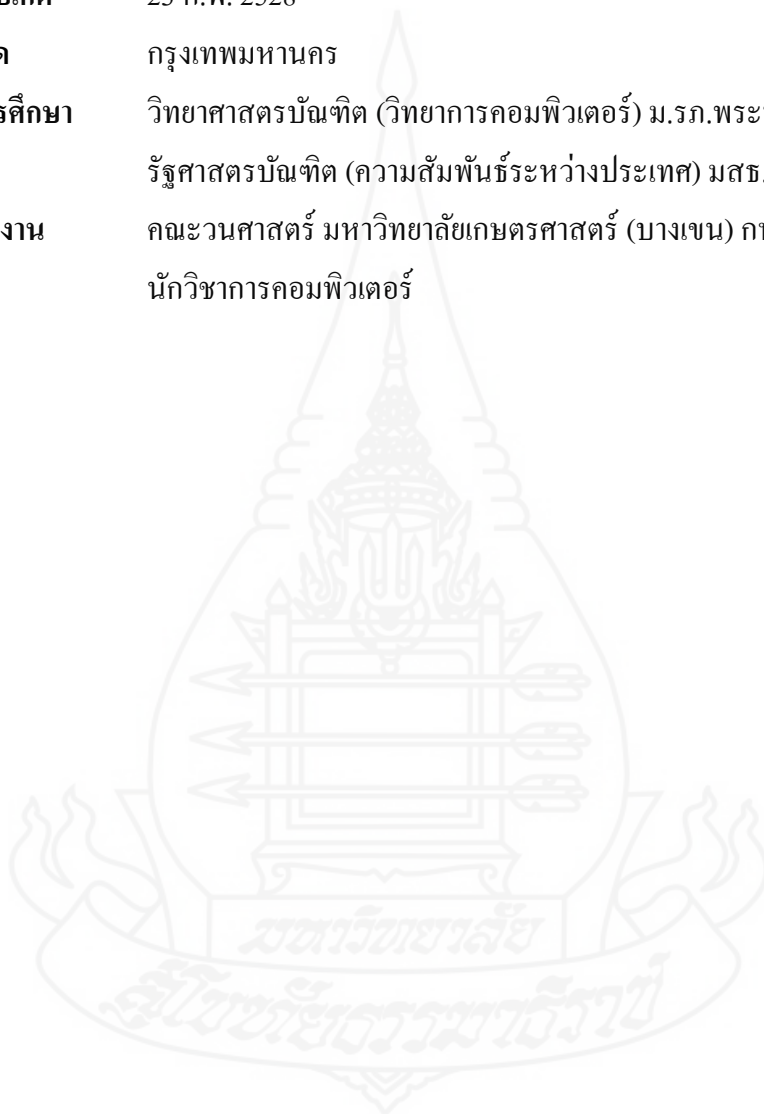 กรุงเทพมหานคร
รศึกษา วิทยาศาสตรบัณฑิต (วิทยาการคอมพิวเตอร์) ม.รภ.พระ
รัฐศาสตรบัณฑิต (ความสัมพันธ์ระหว่างประเทศ) มสธ.
งาน คณะวนศาสตร์ มหาวิทยาลัยเกษตรศาสตร์ (บางเขน)
นักวิชาการคอมพิวเตอร์
มหาวิทยาลัย
สุโขทัยธรรมาธิราช